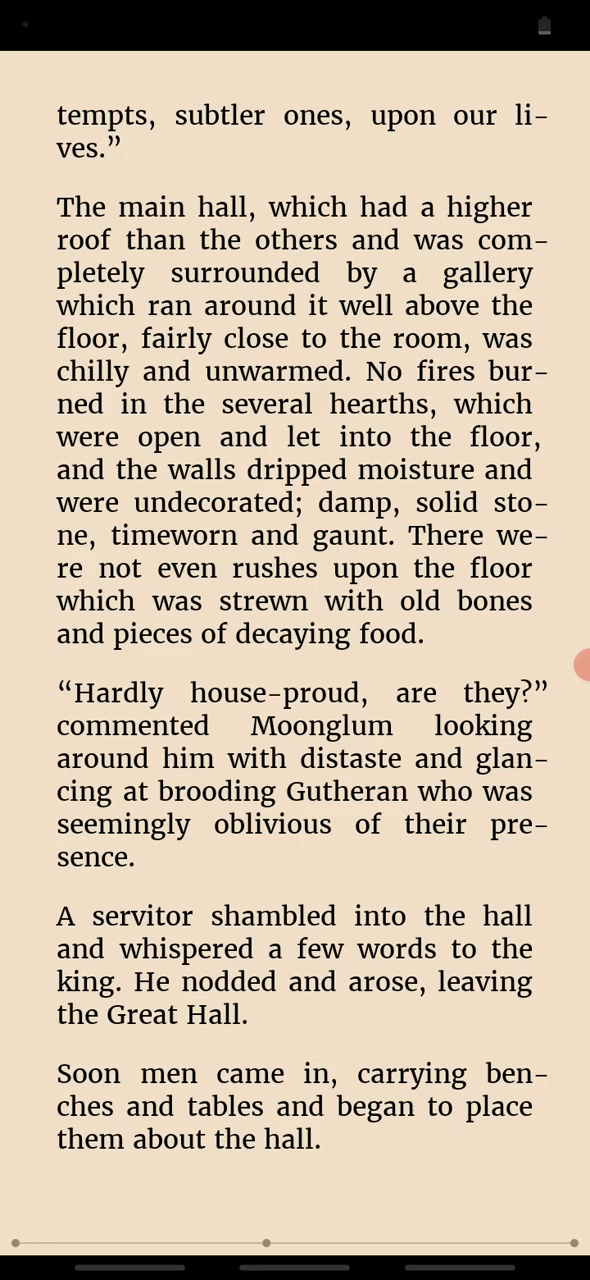 tempts, subtler ones, upon our li-
ves.”
The main hall, which had a higher
roof than the others and was com-
pletely surrounded by a gallery
which ran around it well above the
floor, fairly close to the room, was
chilly and unwarmed. No fires bur-
ned in the several hearths, which
were open and let into the floor,
and the walls dripped moisture and
were undecorated; damp, solid sto-
ne, timeworn and gaunt. There we-
re not even rushes upon the floor
which was strewn with old bones
and pieces of decaying food.
“Hardly house-proud, are they?”
commented Moonglum looking
around him with distaste and glan-
cing at brooding Gutheran who was
seemingly oblivious of their pre-
sence.
A servitor shambled into the hall
and whispered a few words to the
king. He nodded and arose, leaving
the Great Hall.
Soon men came in, carrying ben-
ches and tables and began to place
them about the hall.